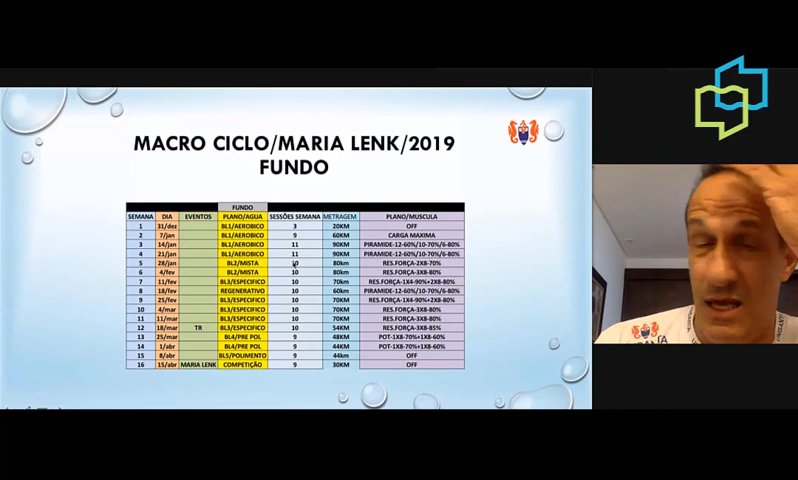 MACRO CICLO/MARIA LENK/2019
FUNDO
FUNDO
SEMANA DIA EVENTOS PLANO/AGUA SESSÕES SEMANA METRAGEM PLANO/MUSCULA
1 31/dez BL1/AEROBICO 3 20KM OFF
2 7/jan BL1/AEROBICO 9 60KM CARGA MAXIMA
3 14/jan BL1/AEROBICO 11 90KM PIRAMIDE-12-60%/10-70%/6-80%
4 21/jan BL1/AEROBICO 11 90KM PIRAMIDE-12-60%/10-70%/6-80%
5 28/jan BL2/MISTA 10 80km RES.FORÇA-2X8-70%
6 4/fev BL2/MISTA 10 80km RES.FORÇA-3X8-80%
7 11/fev BL3/ESPECIFICO 10 70KM RES.FORÇA-1X4-90%+2X8-80%
8 18/fev REGENERATIVO 10 60km PIRAMIDE-12-60%/10-70%/6-80%
9 25/fev BL3/ESPECIFICO 10 70KM RES.FORÇA-1X4-90%+2X8-80%
10 4/mar BL3/ESPECIFICO 10 70KM RES.FORÇA-3X8-80%
11 11/mar BL3/ESPECIFICO 10 70KM RES.FORÇA-3X8-80%
12 18/mar TR BL3/ESPECIFICO 10 54KM RES.FORÇA-3X8-85%
13 25/mar BL4/PRE POL 9 48KM POT-1X8-70%+1X8-60%
14 1/abr BL4/PRE POL 9 44KM POT-1X8-70%+1X8-60%
15 8/abr BL5/POLIMENTO 9 44km OFF
16 15/abr MARIA LENK COMPETIÇÃO 9 30KM OFF